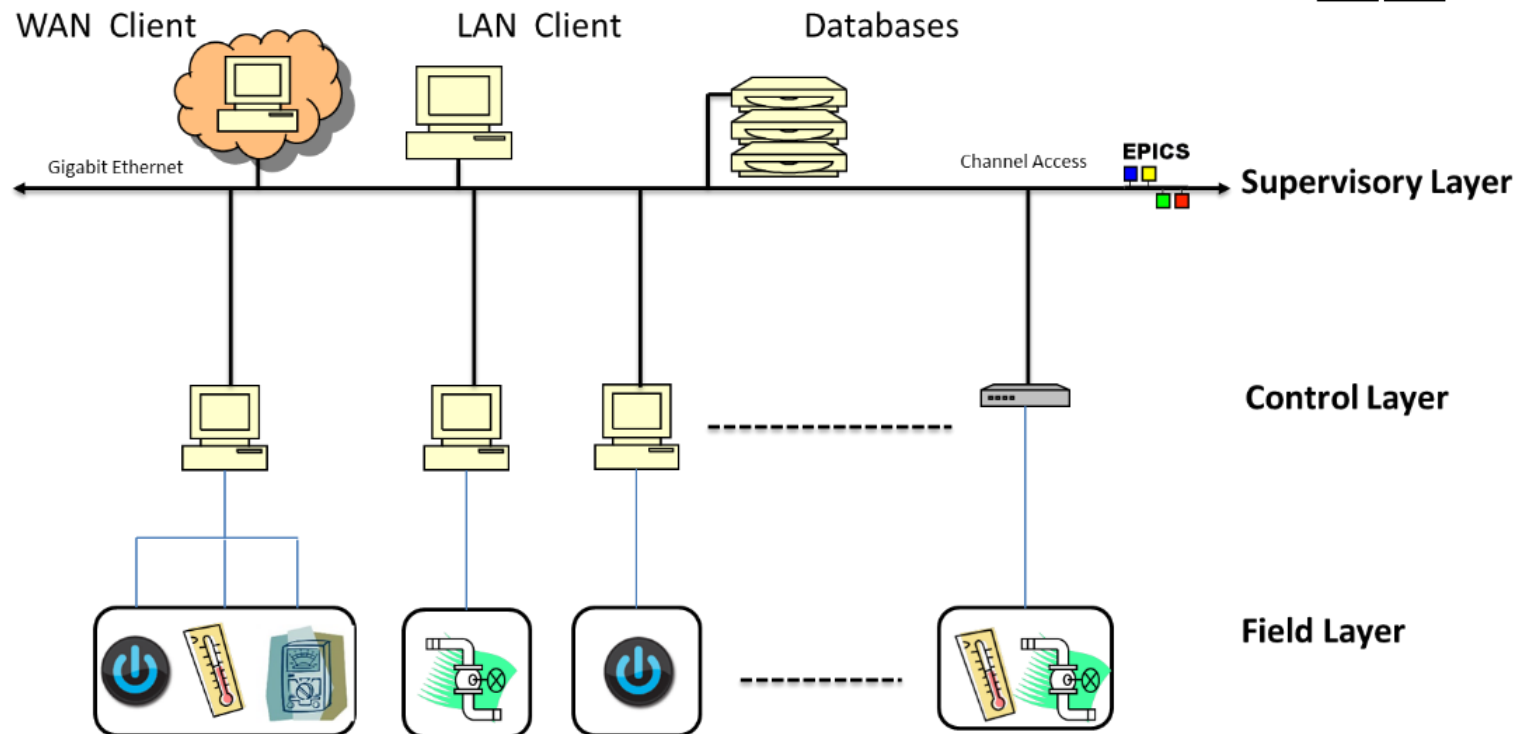 WAN Client
LAN Client
Databases
Gigabit Ethernet
Channel Access
EPICS
Supervisory Layer
Control Layer
Field Layer